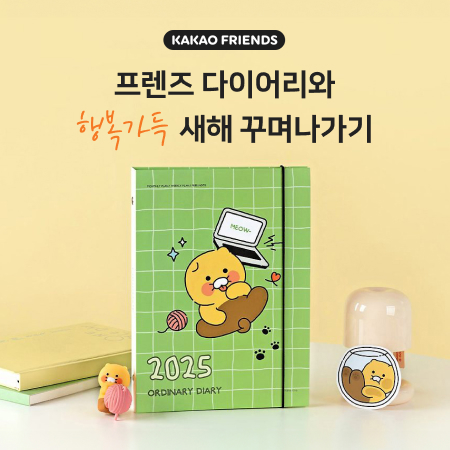 KAKAO FRIENDS
프렌즈 다이어리와
행복가득 새해 꾸며나가기
MEOW~
2025
ORDINARY DIARY